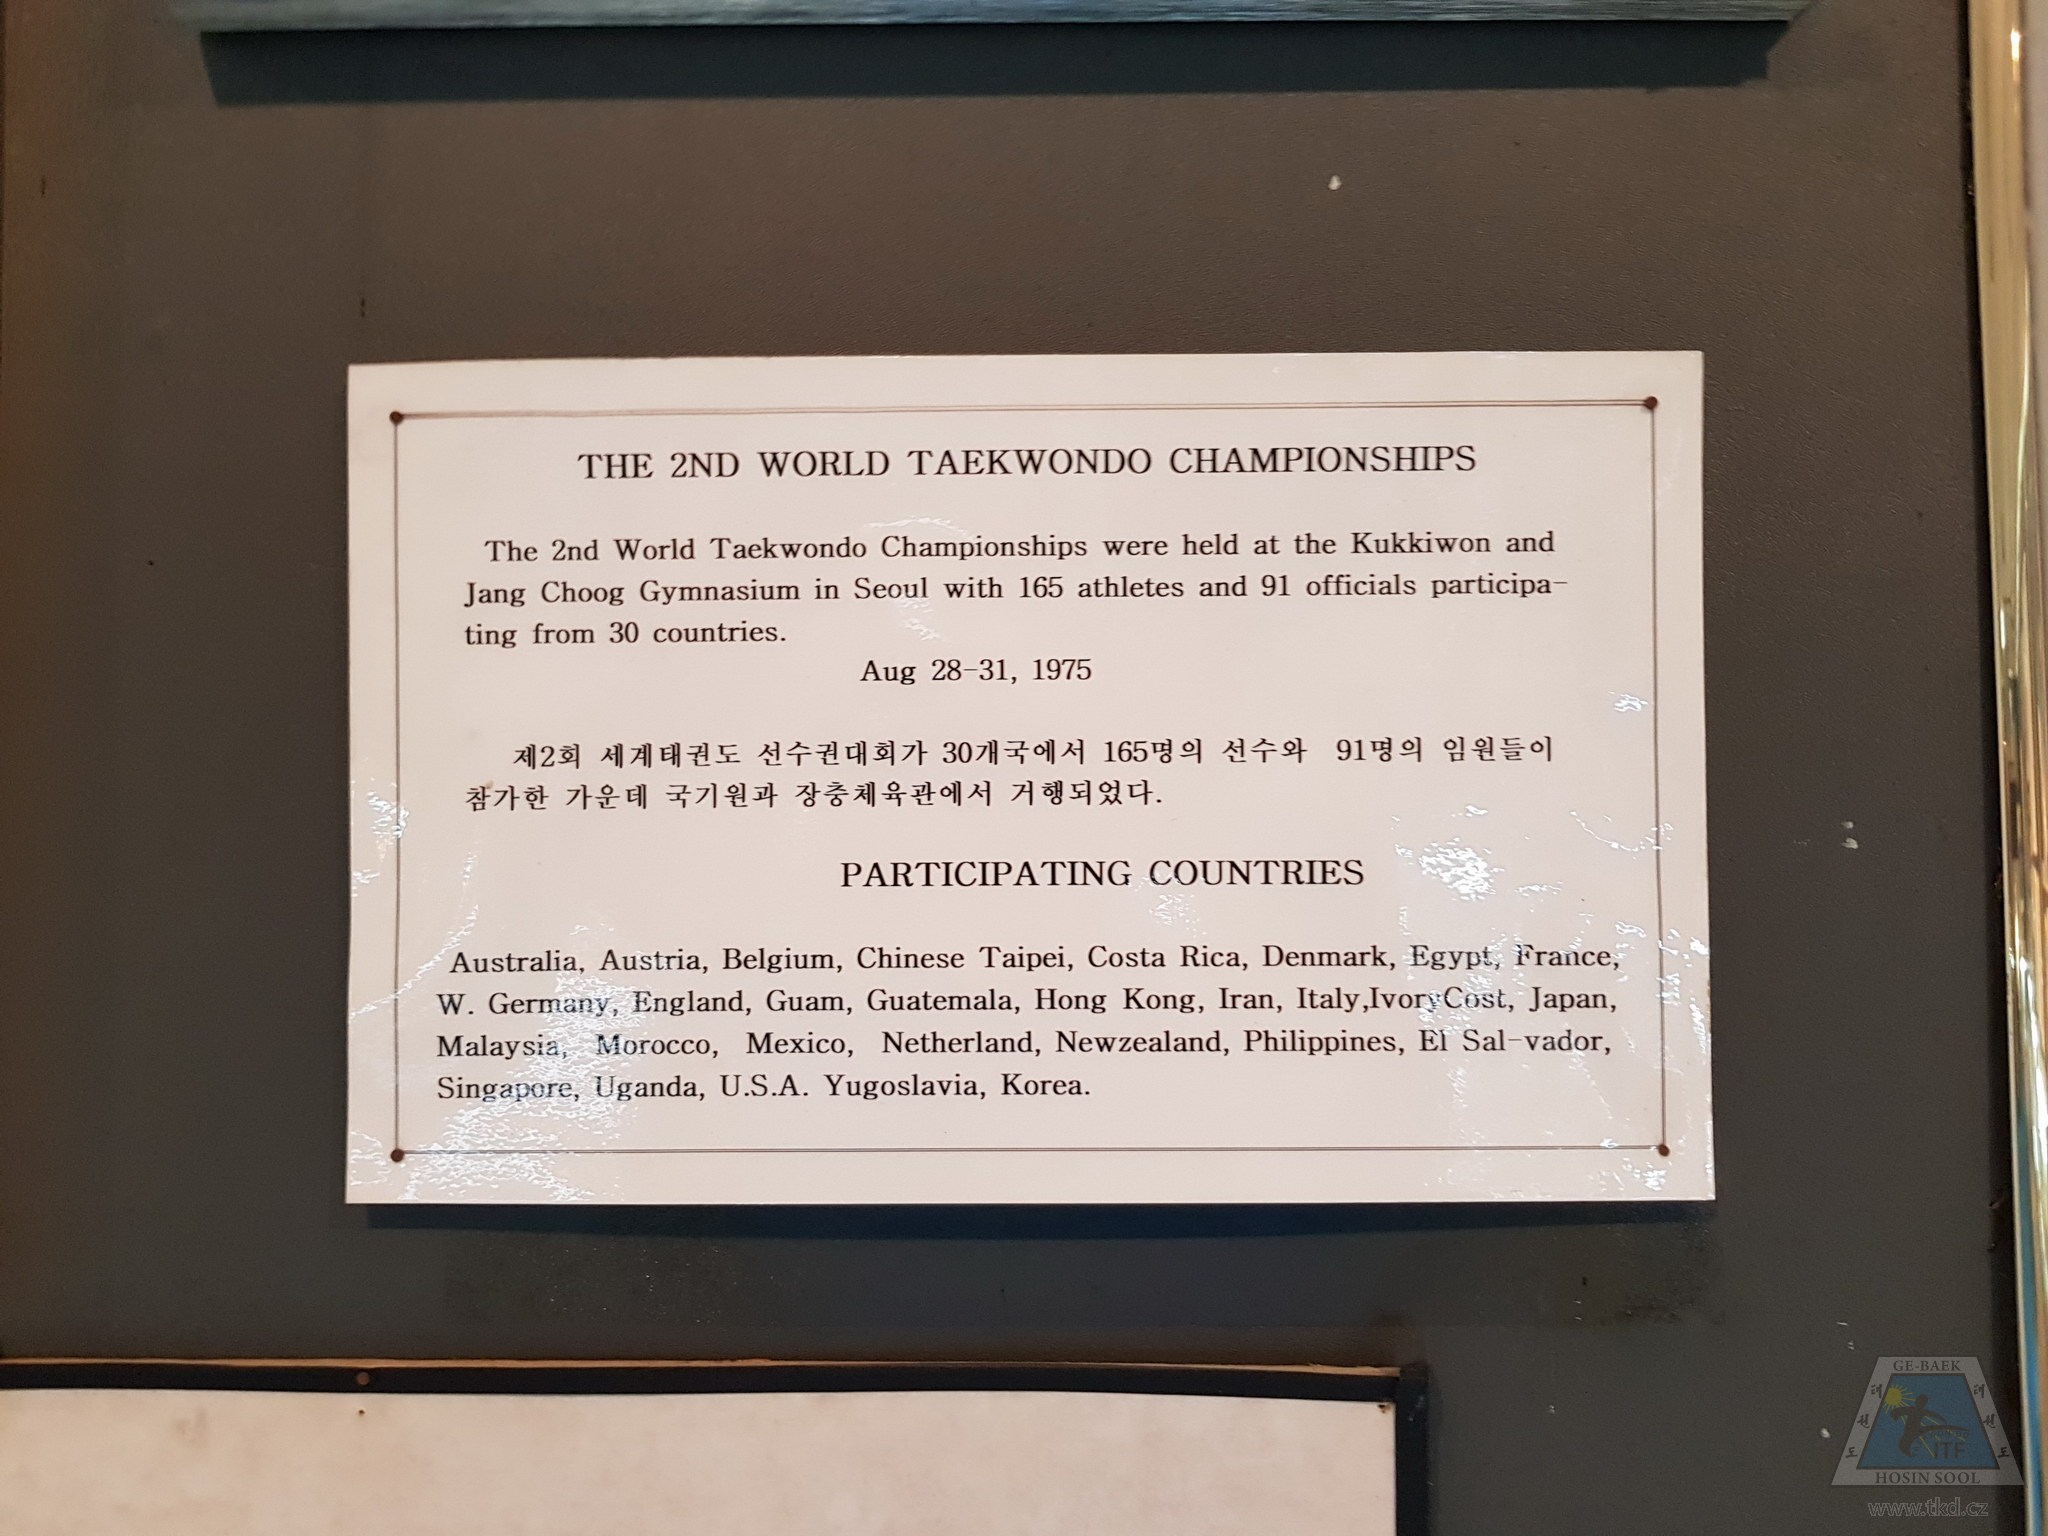 THE 2ND WORLD TAEKWONDO CHAMPIONSHIPS
The 2nd World Taekwondo Championships were held at the Kukkiwon and
Jang Choog Gymnasium in Seoul with 165 athletes and 91 officials participa-
ting from 30 countries.
Aug 28-31, 1975
제2회 세계태권도 선수권대회가 30개국에서 165명의 선수와 91명의 임원들이
참가한 가운데 국기원과 장충체육관에서 거행되었다.
PARTICIPATING COUNTRIES
Australia, Austria, Belgium, Chinese Taipei, Costa Rica, Denmark, Egypt, France,
W. Germany, England, Guam, Guatemala, Hong Kong, Iran, Italy,IvoryCost, Japan,
Malaysia, Morocco, Mexico, Netherland, Newzealand, Philippines, El Sal-vador,
Singapore, Uganda, U.S.A. Yugoslavia, Korea.
GE-BAEK
ITF
HOSIN SOOL
www.tkd.cz